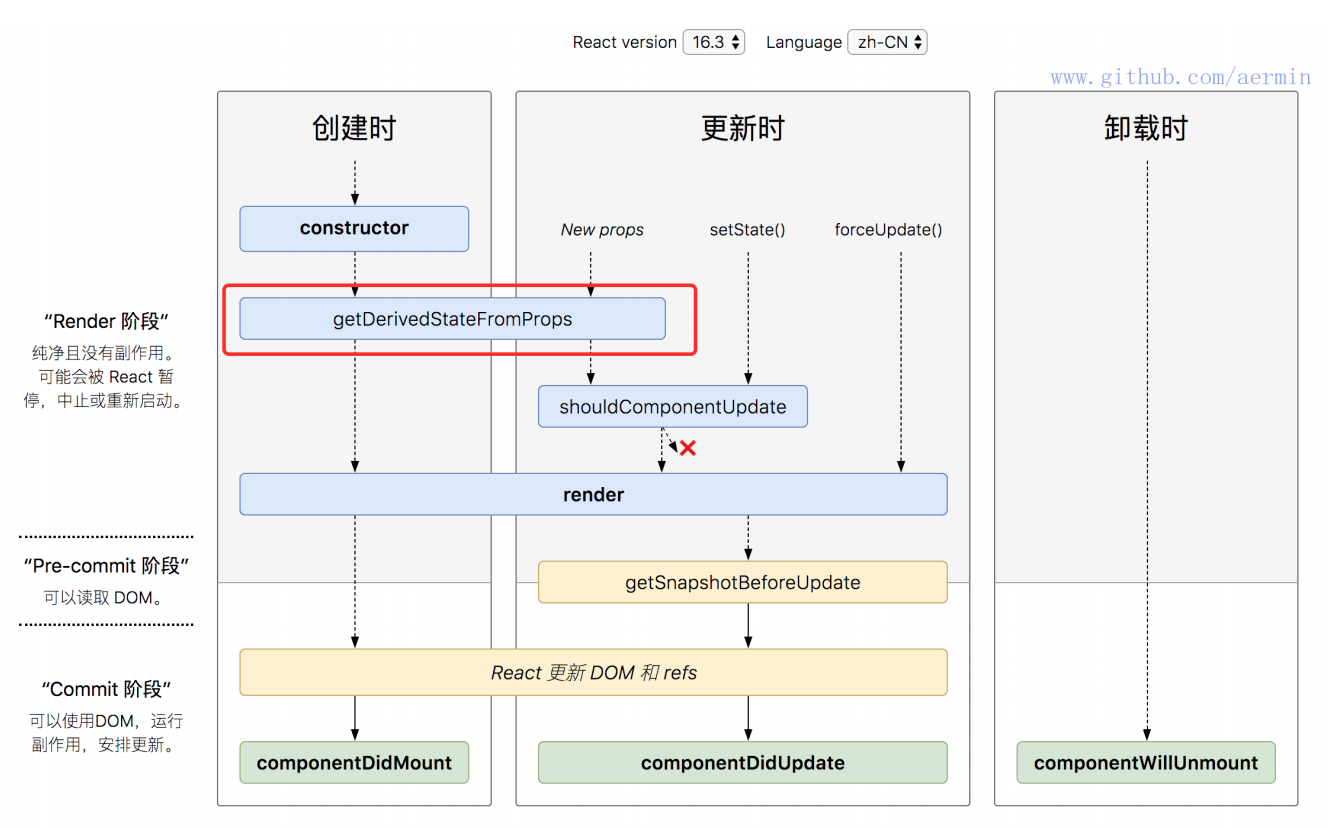 React version 16.3 Language zh-CN
www.github.com/aermin
创建时
更新时
卸载时
constructor
New props
setState()
forceUpdate()
“Render 阶段”
纯净且没有副作用。
可能会被 React 暂
停，中止或重新启动。
getDerivedStateFromProps
shouldComponentUpdate
render
“Pre-commit 阶段”
可以读取 DOM。
getSnapshotBeforeUpdate
“Commit 阶段”
可以使用DOM，运行
副作用，安排更新。
React 更新 DOM 和 refs
componentDidMount
componentDidUpdate
componentWillUnmount